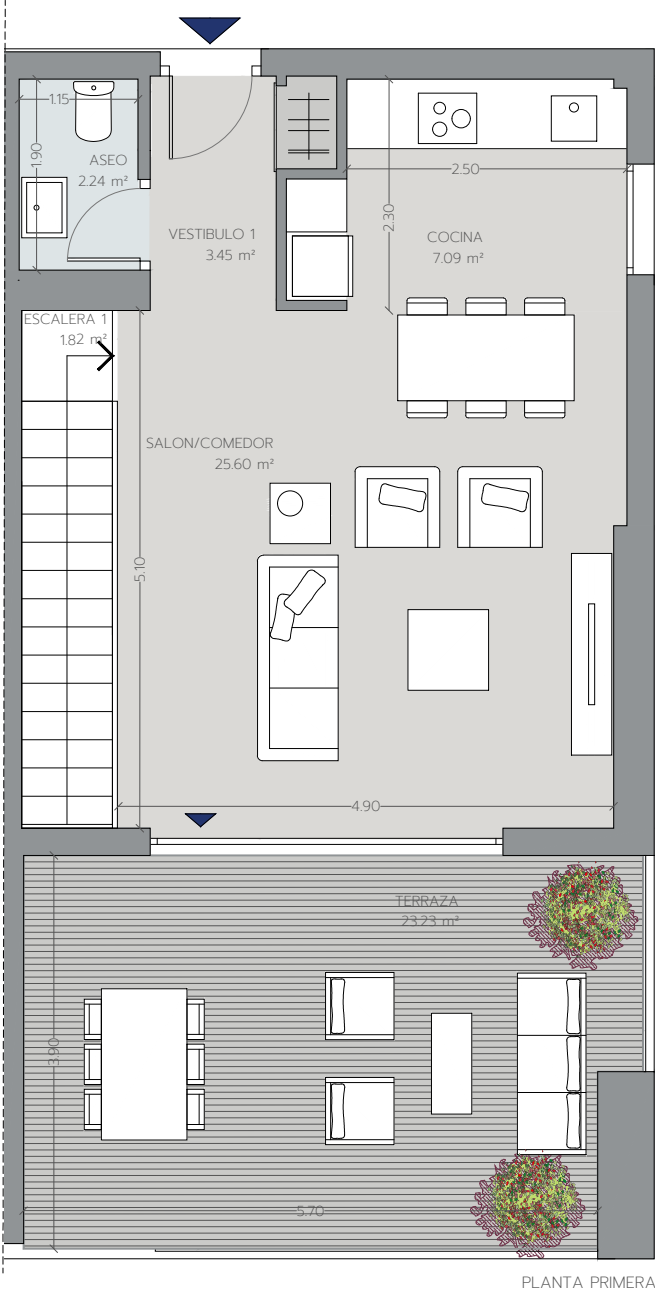 1.15
1.90
ASEO
2.24 m²
2.50
2.30
VESTIBULO 1
3.45 m²
COCINA
7.09 m²
ESCALERA 1
1.82 m²
SALON/COMEDOR
25.60 m²
5.10
4.90
TERRAZA
23.23 m²
3.90
5.70
PLANTA PRIMERA